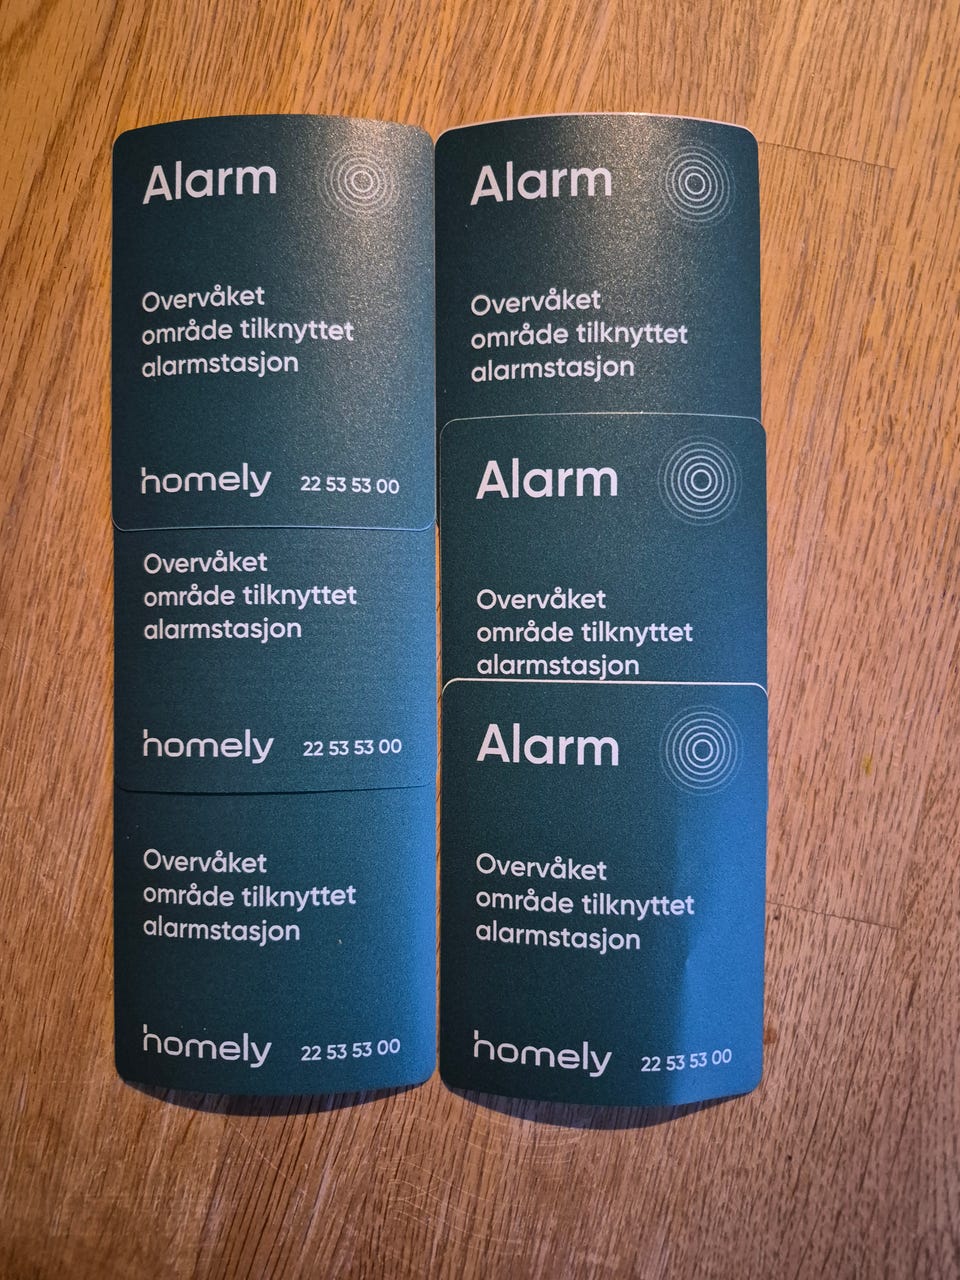 Alarm
Overvåket
område tilknyttet
alarmstasjon
homely 22 53 53 00
Overvåket
område tilknyttet
alarmstasjon
homely 22 53 53 00
Overvåket
område tilknyttet
alarmstasjon
homely 22 53 53 00
Alarm
Overvåket
område tilknyttet
alarmstasjon
Alarm
Overvåket
område tilknyttet
alarmstasjon
Alarm
Overvåket
område tilknyttet
alarmstasjon
homely 22 53 53 00